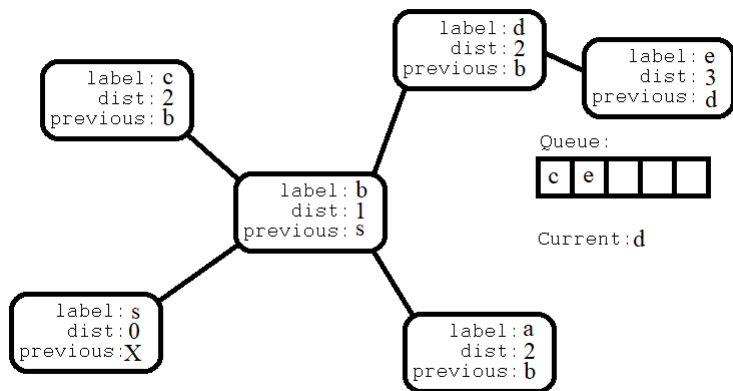 label: d
dist: 2
previous: b
label: e
dist: 3
previous: d
label: c
dist: 2
previous: b
Queue:
c e
label: b
dist: 1
previous: s
Current: d
label: s
dist: 0
previous: X
label: a
dist: 2
previous: b